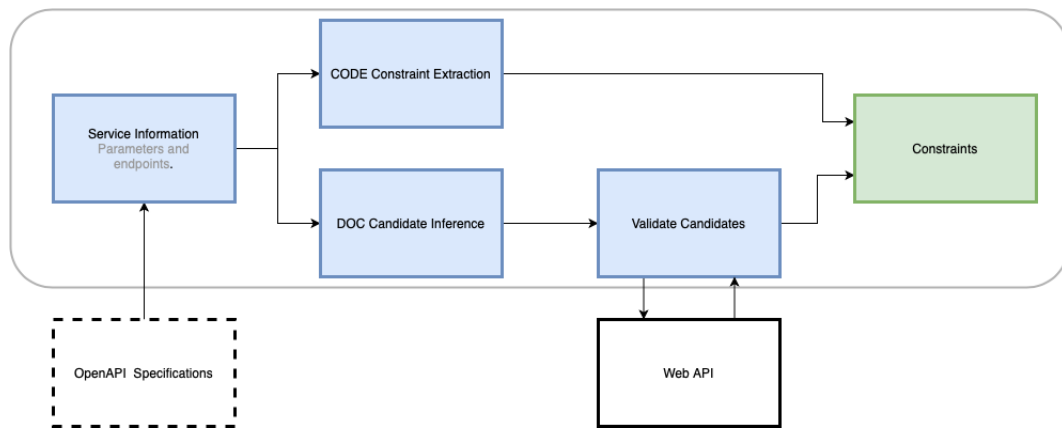 CODE Constraint Extraction
Service Information
Parameters and
endpoints.
Constraints
DOC Candidate Inference
Validate Candidates
OpenAPI Specifications
Web API